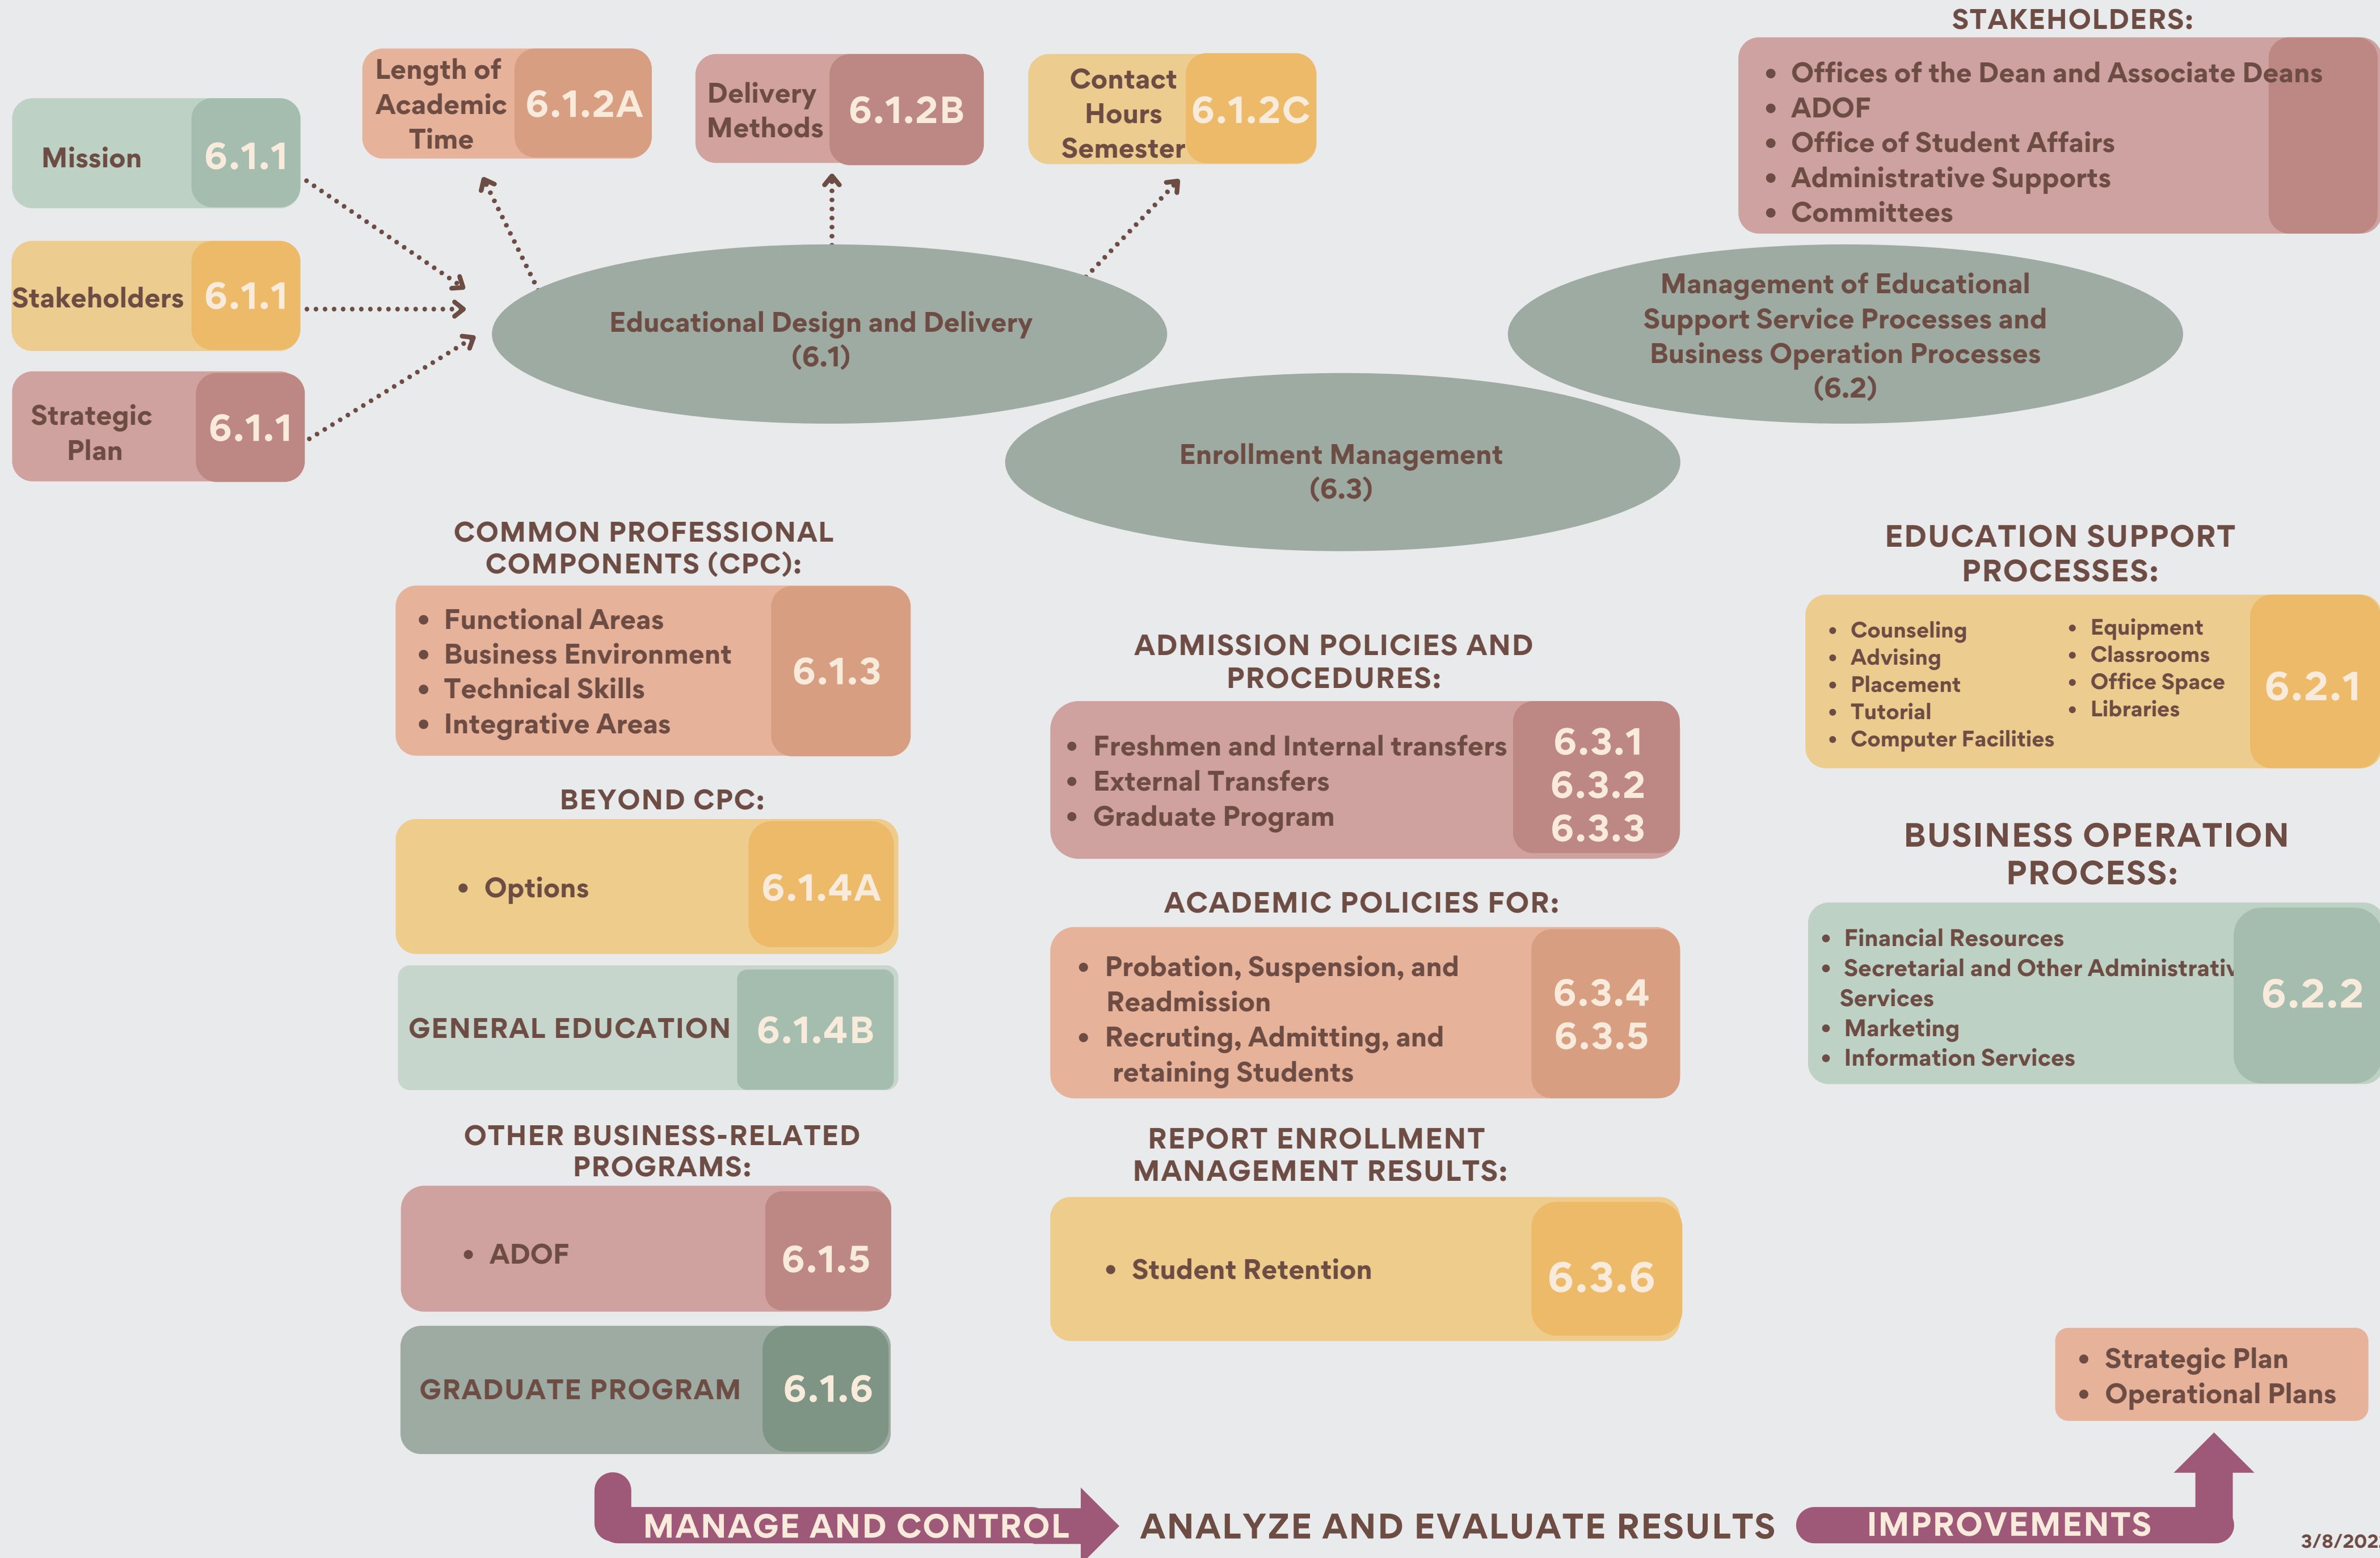 Mission
6.1.1
Stakeholders
6.1.1
Strategic
Plan
6.1.1
Length of
Academic
Time
6.1.2A
Delivery
Methods
6.1.2B
Contact
Hours
Semester
6.1.2C
STAKEHOLDERS:
• Offices of the Dean and Associate Deans
• ADOF
• Office of Student Affairs
• Administrative Supports
• Committees
Educational Design and Delivery
(6.1)
Management of Educational
Support Service Processes and
Business Operation Processes
(6.2)
Enrollment Management
(6.3)
COMMON PROFESSIONAL
COMPONENTS (CPC):
• Functional Areas
• Business Environment
• Technical Skills
• Integrative Areas
6.1.3
BEYOND CPC:
• Options
6.1.4A
GENERAL EDUCATION
6.1.4B
OTHER BUSINESS-RELATED
PROGRAMS:
• ADOF
6.1.5
GRADUATE PROGRAM
6.1.6
ADMISSION POLICIES AND
PROCEDURES:
• Freshmen and Internal transfers
• External Transfers
• Graduate Program
6.3.1
6.3.2
6.3.3
ACADEMIC POLICIES FOR:
• Probation, Suspension, and
Readmission
• Recruting, Admitting, and
retaining Students
6.3.4
6.3.5
REPORT ENROLLMENT
MANAGEMENT RESULTS:
• Student Retention
6.3.6
EDUCATION SUPPORT
PROCESSES:
• Counseling
• Advising
• Placement
• Tutorial
• Computer Facilities
• Equipment
• Classrooms
• Office Space
• Libraries
6.2.1
BUSINESS OPERATION
PROCESS:
• Financial Resources
• Secretarial and Other Administrativ
Services
• Marketing
• Information Services
6.2.2
• Strategic Plan
• Operational Plans
MANAGE AND CONTROL
ANALYZE AND EVALUATE RESULTS
IMPROVEMENTS